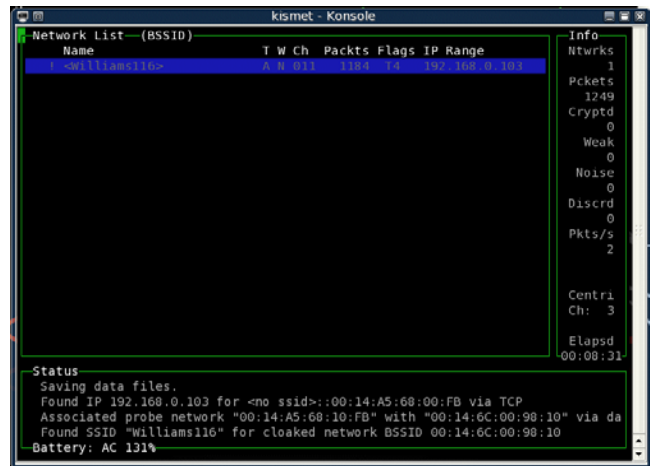 kismet - Konsole
Network List—(BSSID)
Name T W Ch Packts Flags IP Range
! <Williams116> A N 011 1184 T4 192.168.0.103
Info
Ntwrks
1
Pckets
1249
Cryptd
0
Weak
0
Noise
0
Discrd
0
Pkts/s
2
Centri
Ch: 3
Elapsd
00:08:31
Status
Saving data files.
Found IP 192.168.0.103 for <no ssid>::00:14:A5:68:00:FB via TCP
Associated probe network "00:14:A5:68:10:FB" with "00:14:6C:00:98:10" via da
Found SSID "Williams116" for cloaked network BSSID 00:14:6C:00:98:10
Battery: AC 131%